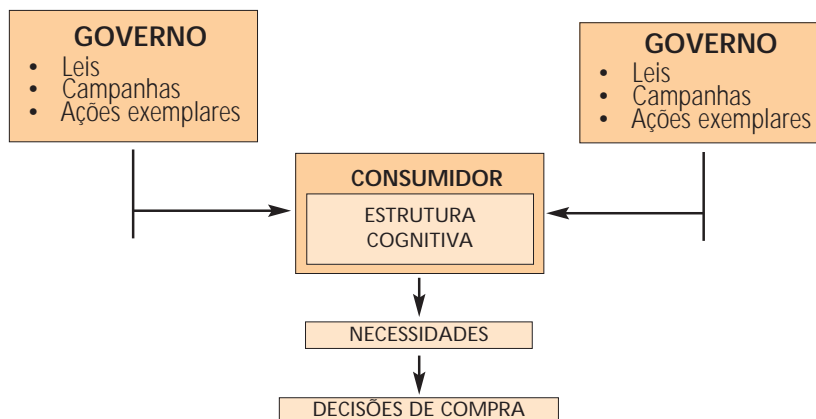 GOVERNO
• Leis
• Campanhas
• Ações exemplares
GOVERNO
• Leis
• Campanhas
• Ações exemplares
CONSUMIDOR
ESTRUTURA
COGNITIVA
NECESSIDADES
DECISÕES DE COMPRA